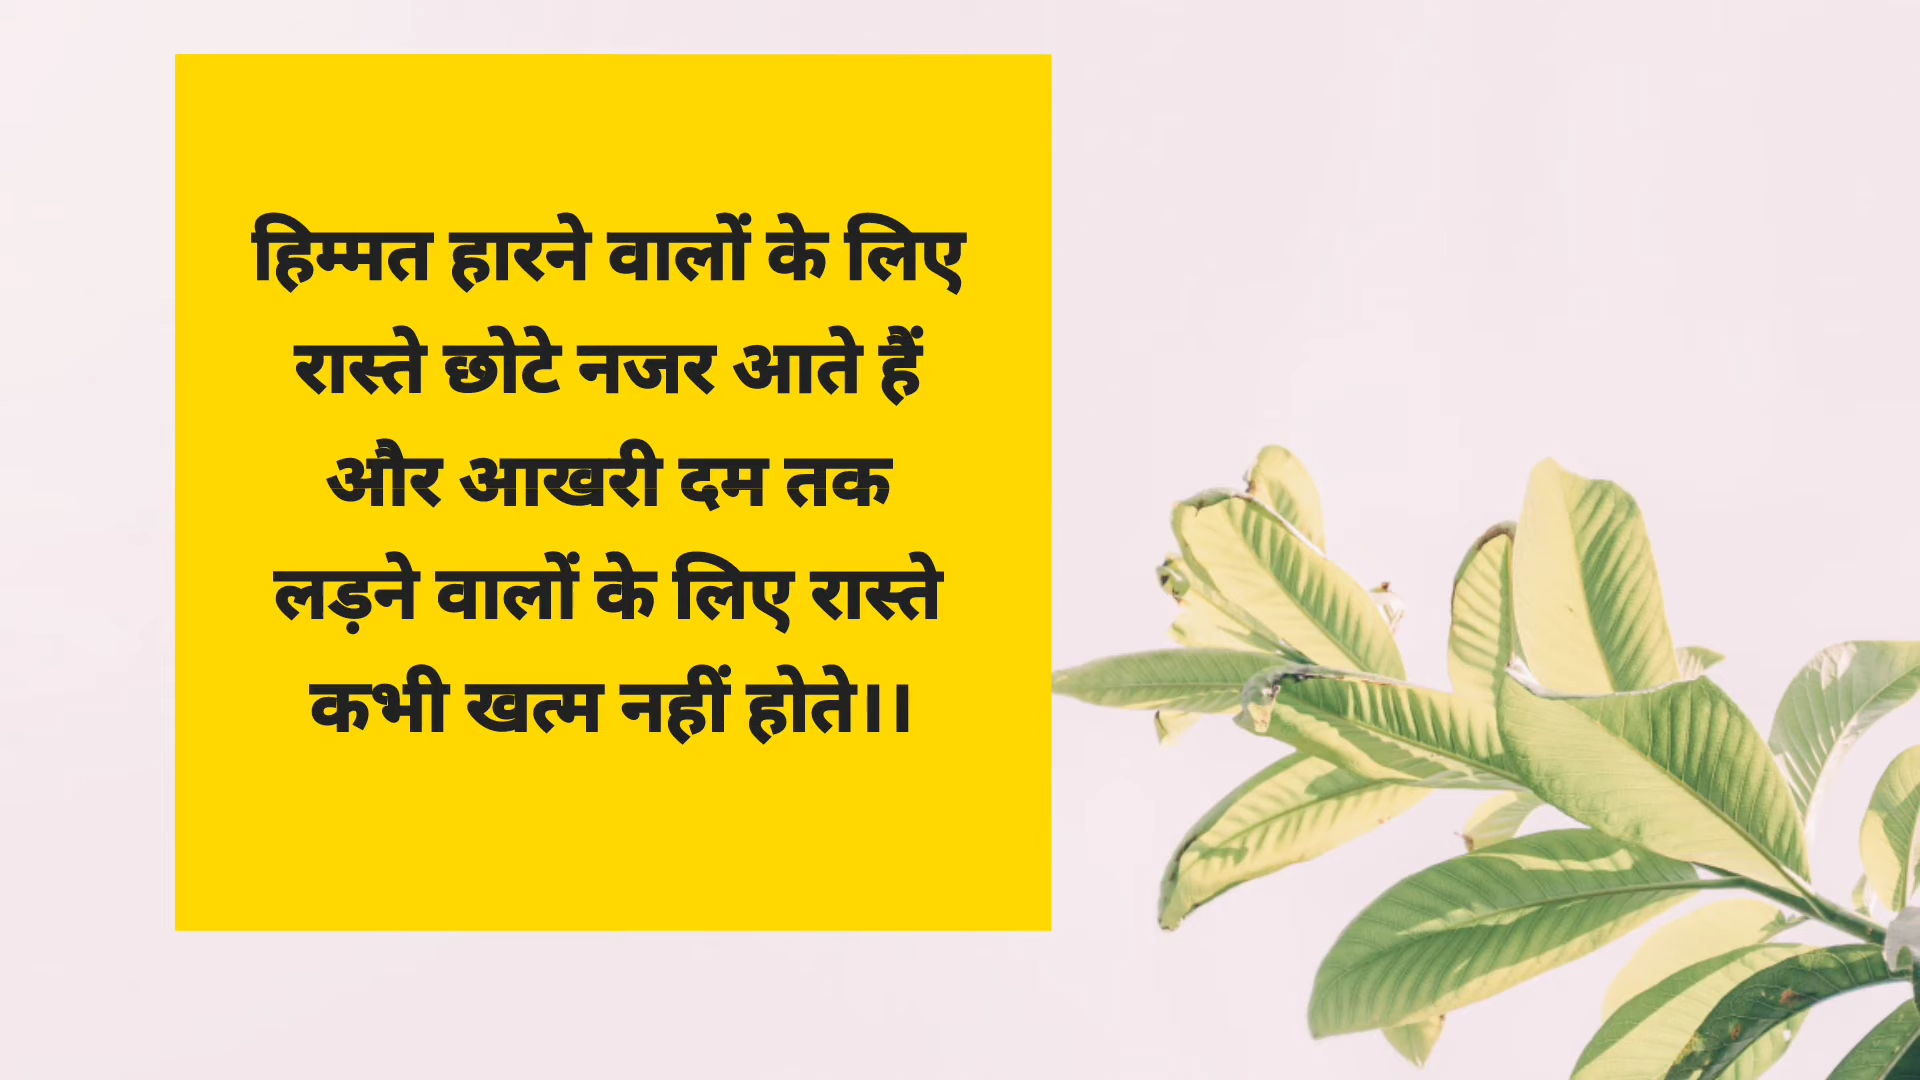 हिम्मत हारने वालों के लिए
रास्ते छोटे नजर आते हैं
और आखरी दम तक
लड़ने वालों के लिए रास्ते
कभी खत्म नहीं होते।।